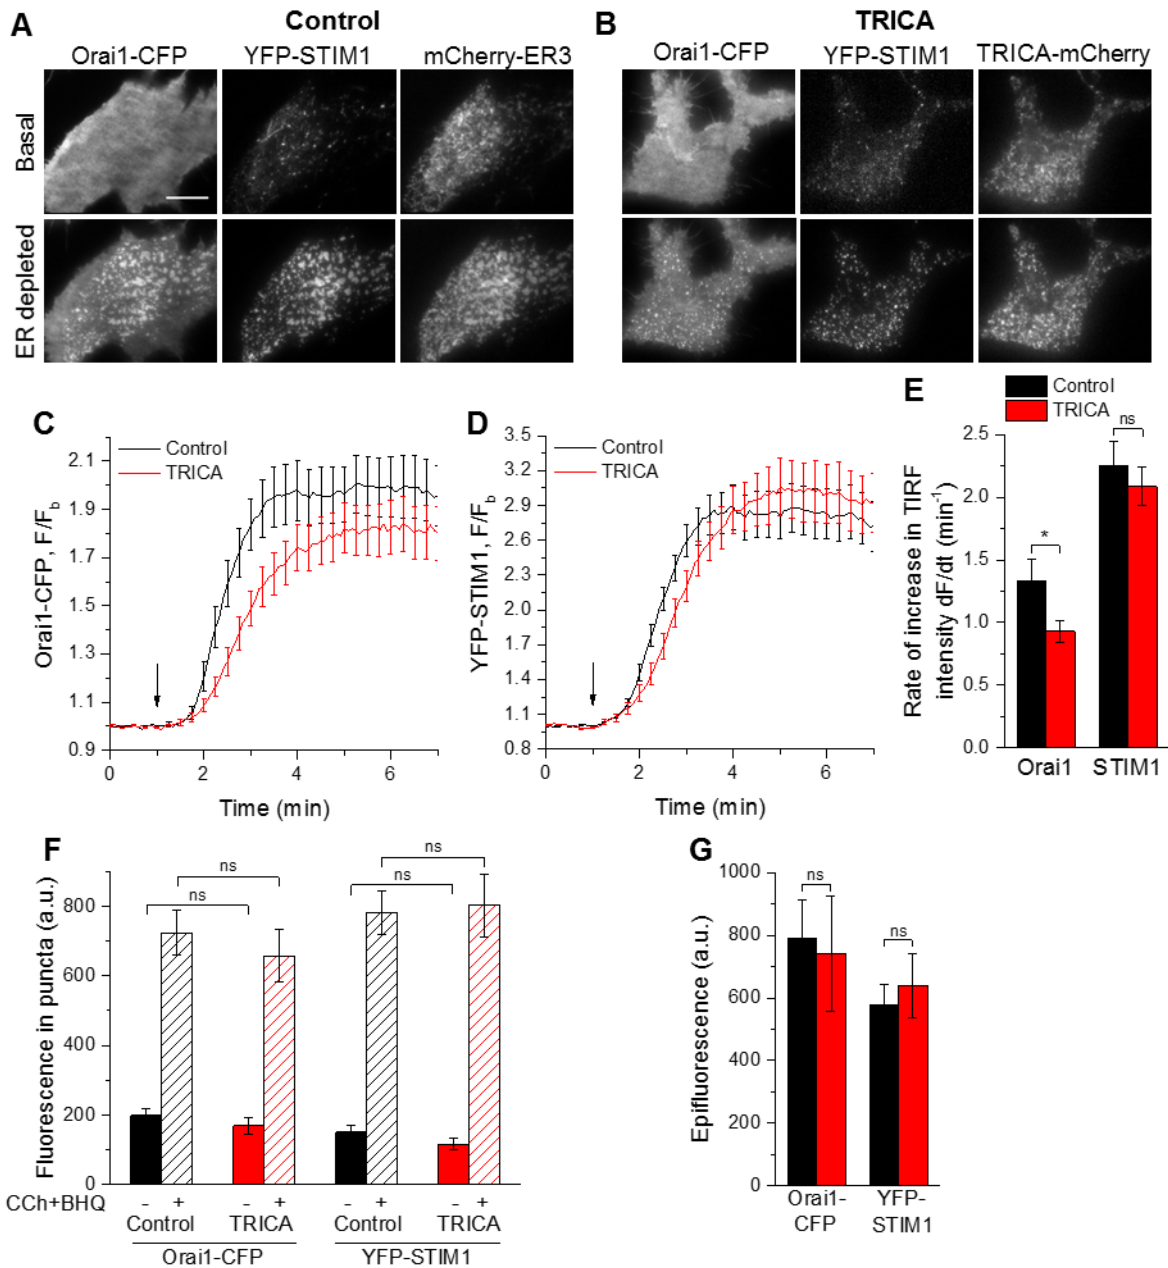 A
Control
Orai1-CFP YFP-STIM1 mCherry-ER3
Basal
ER depleted
B
TRICA
Orai1-CFP YFP-STIM1 TRICA-mCherry
C
Control
TRICA
Orai1-CFP, F/Fb
2.1
1.9
1.7
1.5
1.3
1.1
0.9
0 2 4 6
Time (min)
D
Control
TRICA
YFP-STIM1, F/Fb
3.5
3.2
2.9
2.6
2.3
2.0
1.7
1.4
1.1
0.8
0 2 4 6
Time (min)
E
Control
TRICA
Rate of increase in TIRF
intensity dF/dt (min-1)
2.5
2.0
1.5
1.0
0.5
0.0
*
ns
Orai1 STIM1
F
Fluorescence in puncta (a.u.)
800
600
400
200
0
ns
ns
ns
ns
CCh+BHQ - + - + - + - +
Control TRICA Control TRICA
Orai1-CFP YFP-STIM1
G
Epifluorescence (a.u.)
1000
800
600
400
200
0
ns
ns
Orai1- YFP-
CFP STIM1